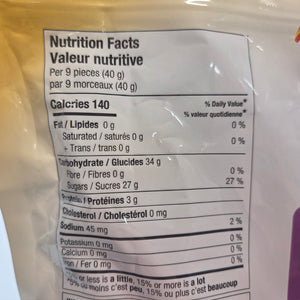 Nutrition Facts
Valeur nutritive
Per 9 pieces (40 g)
par 9 morceaux (40 g)
Calories 140
% Daily Value*
% valeur quotidienne*
Fat / Lipides 0 g
0 %
Saturated / saturés 0 g
+ Trans / trans 0 g
0 %
Carbohydrate / Glucides 34 g
Fibre / Fibres 0 g
0 %
Sugars / Sucres 27 g
27 %
Protein / Protéines 3 g
Cholesterol / Cholestérol 0 mg
Sodium 45 mg
2 %
Potassium 0 mg
0 %
Calcium 0 mg
0 %
Iron / Fer 0 mg
0 %
or less is a little, 15% or more is a lot
ou moins c'est peu, 15% ou plus c'est beaucoup